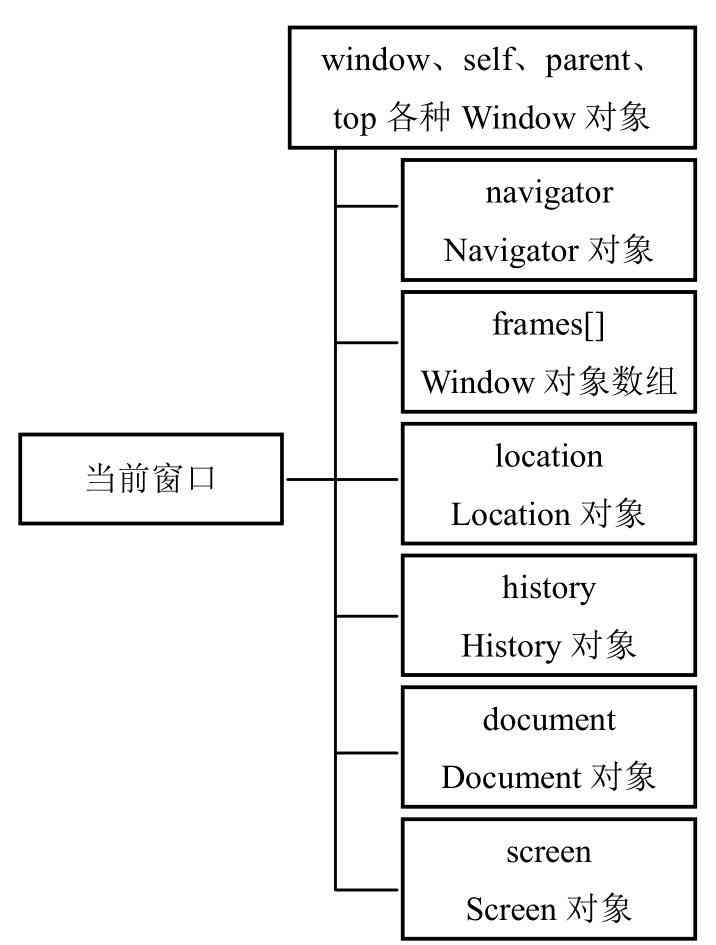 window、self、parent、
top 各种 Window 对象
navigator
Navigator 对象
frames[]
Window 对象数组
当前窗口
location
Location 对象
history
History 对象
document
Document 对象
screen
Screen 对象